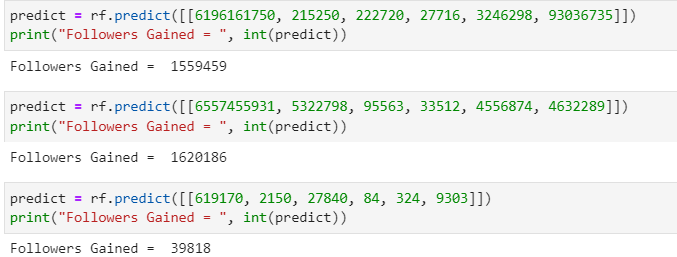 predict = rf.predict([[6196161750, 215250, 222720, 27716, 3246298, 93036735]])
print("Followers Gained = ", int(predict))
Followers Gained =  1559459
predict = rf.predict([[6557455931, 5322798, 95563, 33512, 4556874, 4632289]])
print("Followers Gained = ", int(predict))
Followers Gained =  1620186
predict = rf.predict([[619170, 2150, 27840, 84, 324, 9303]])
print("Followers Gained = ", int(predict))
Followers Gained =  39818